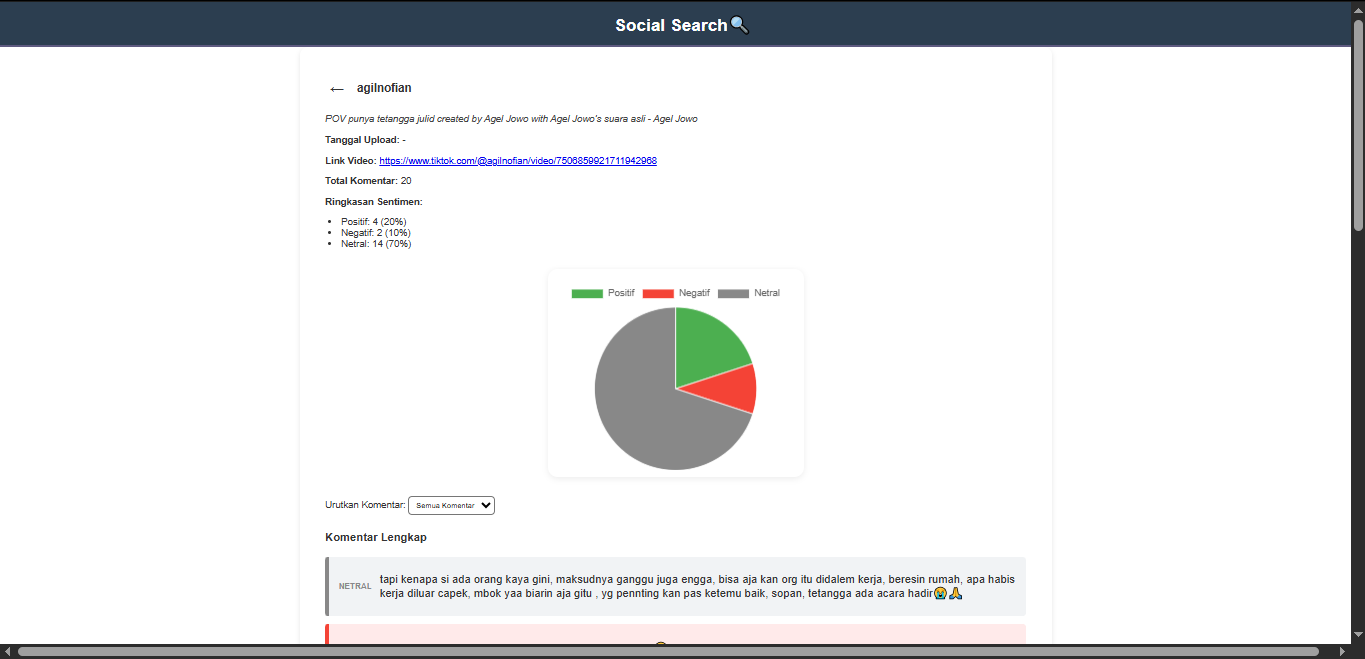 Social Search🔍
← agilnofian
POV punya tetangga julid created by Agel Jowo with Agel Jowo's suara asli - Agel Jowo
Tanggal Upload: -
Link Video: https://www.tiktok.com/@agilnofian/video/7506859921711942968
Total Komentar: 20
Ringkasan Sentimen:
• Positif: 4 (20%)
• Negatif: 2 (10%)
• Netral: 14 (70%)
Positif Negatif Netral
Urutkan Komentar: Semua Komentar
Komentar Lengkap
NETRAL
tapi kenapa si ada orang kaya gini, maksudnya ganggu juga engga, bisa aja kan org itu didalem kerja, beresin rumah, apa habis
kerja diluar capek, mbok yaa biarin aja gitu , yg pennting kan pas ketemu baik, sopan, tetangga ada acara hadir😭🙏